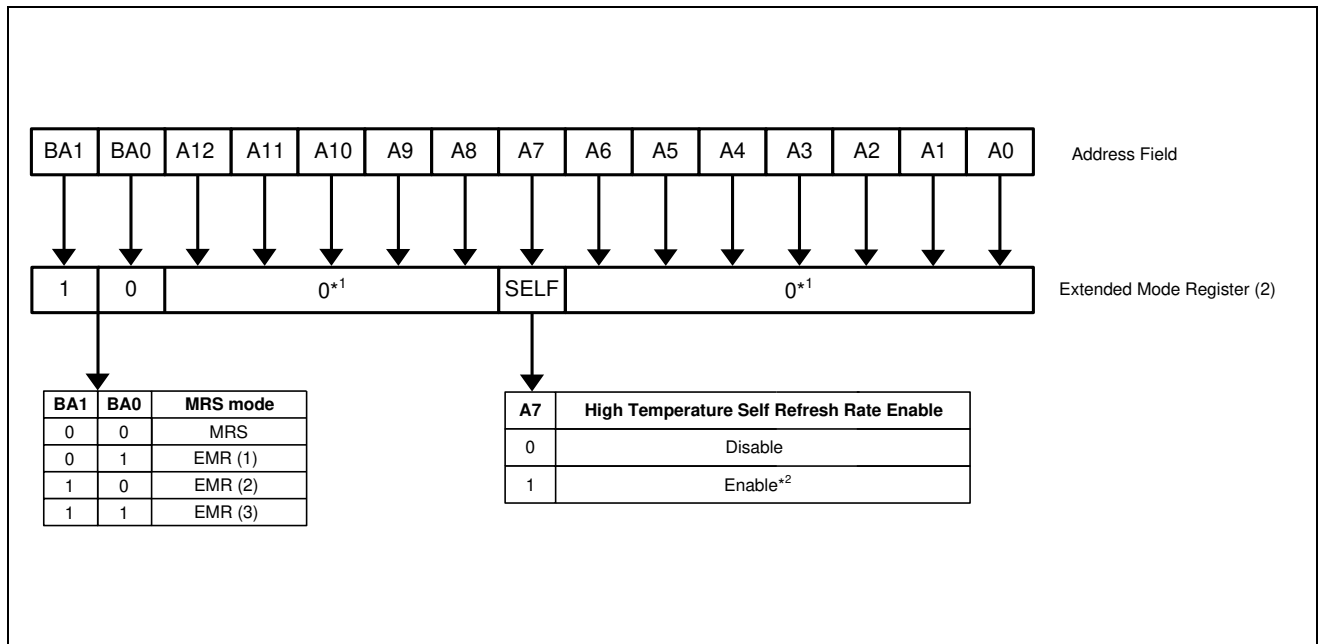 BA1 BA0 A12 A11 A10 A9 A8 A7 A6 A5 A4 A3 A2 A1 A0 Address Field
1 0 0*1 SELF 0*1 Extended Mode Register (2)
BA1 BA0 MRS mode
0 0 MRS
0 1 EMR (1)
1 0 EMR (2)
1 1 EMR (3)
A7 High Temperature Self Refresh Rate Enable
0 Disable
1 Enable*2